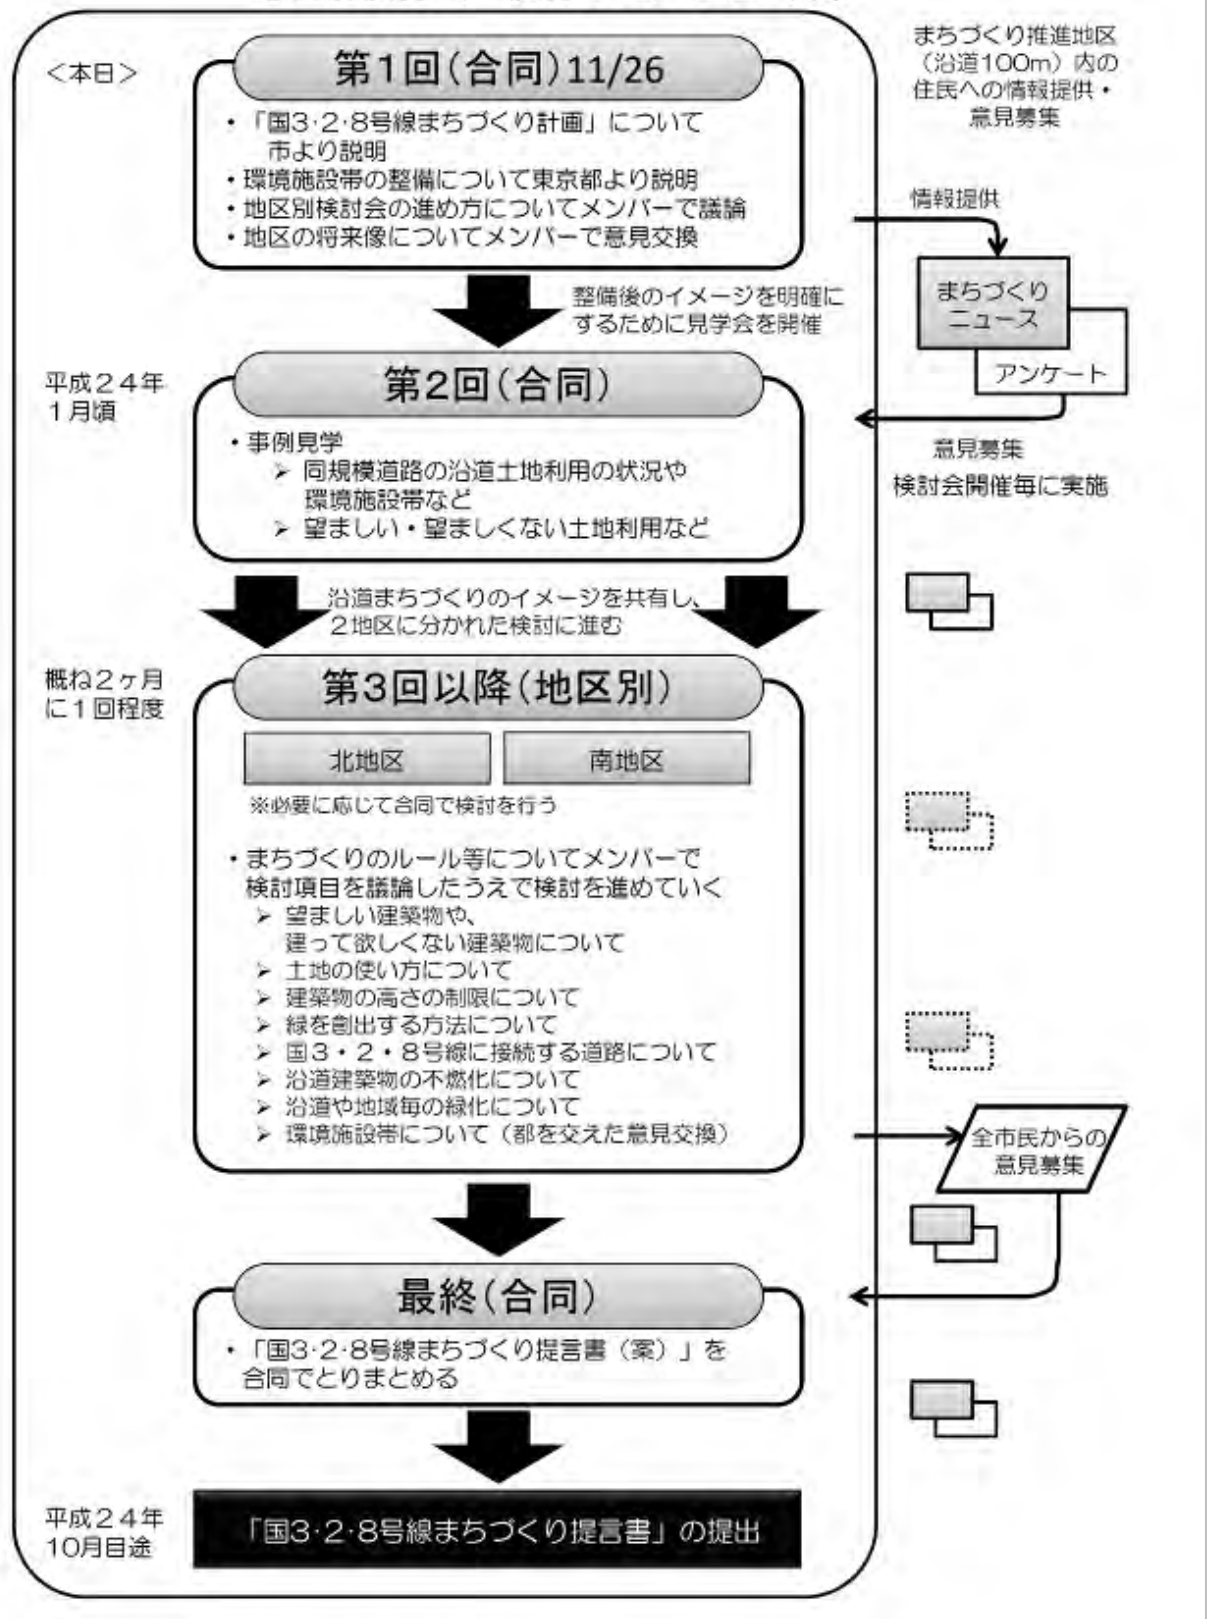 ＜本日＞
第１回(合同)11/26
・「国3・2・8号線まちづくり計画」について
市より説明
・環境施設帯の整備について東京都より説明
・地区別検討会の進め方についてメンバーで議論
・地区の将来像についてメンバーで意見交換
まちづくり推進地区
（沿道100m）内の
住民への情報提供・
意見募集
情報提供
まちづくり
ニュース
アンケート
意見募集
検討会開催毎に実施
整備後のイメージを明確に
するために見学会を開催
平成２４年
１月頃
第２回(合同)
・事例見学
➢ 同規模道路の沿道土地利用の状況や
環境施設帯など
➢ 望ましい・望ましくない土地利用など
沿道まちづくりのイメージを共有し、
２地区に分かれた検討に進む
概ね２ヶ月
に１回程度
第３回以降(地区別)
北地区
南地区
※必要に応じて合同で検討を行う
・まちづくりのルール等についてメンバーで
検討項目を議論したうえで検討を進めていく
➢ 望ましい建築物や、
建って欲しくない建築物について
➢ 土地の使い方について
➢ 建築物の高さの制限について
➢ 緑を創出する方法について
➢ 国３・２・８号線に接続する道路について
➢ 沿道建築物の不燃化について
➢ 沿道や地域毎の緑化について
➢ 環境施設帯について（都を交えた意見交換）
全市民からの
意見募集
最終(合同)
・「国3・2・8号線まちづくり提言書（案）」を
合同でとりまとめる
平成２４年
10月目途
「国3・2・8号線まちづくり提言書」の提出